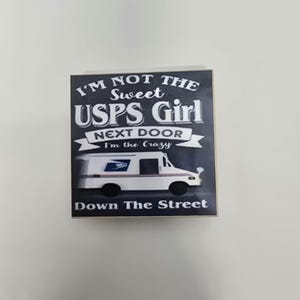 I'M NOT THE
Sweet
USPS Girl
NEXT DOOR
I'm the Crazy
Down The Street